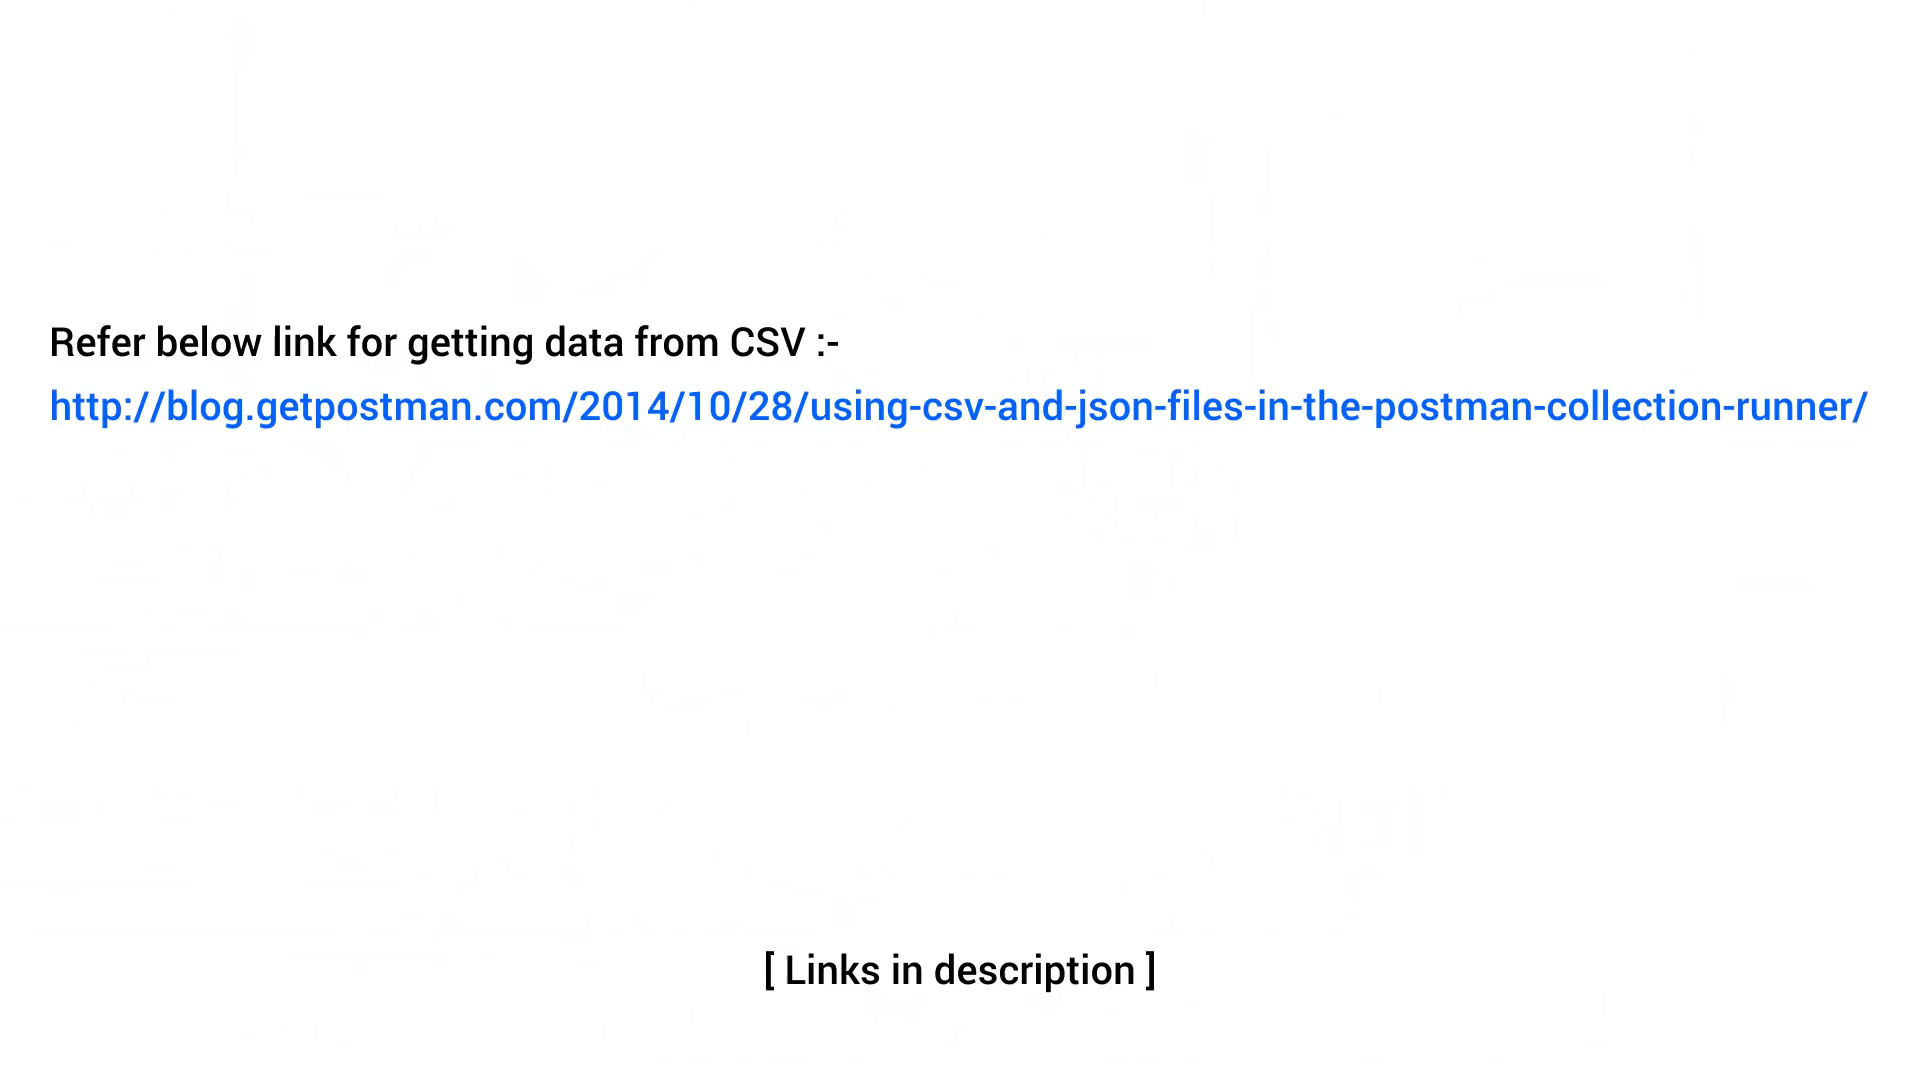 Refer below link for getting data from CSV :-
http://blog.getpostman.com/2014/10/28/using-csv-and-json-files-in-the-postman-collection-runner/
[ Links in description ]